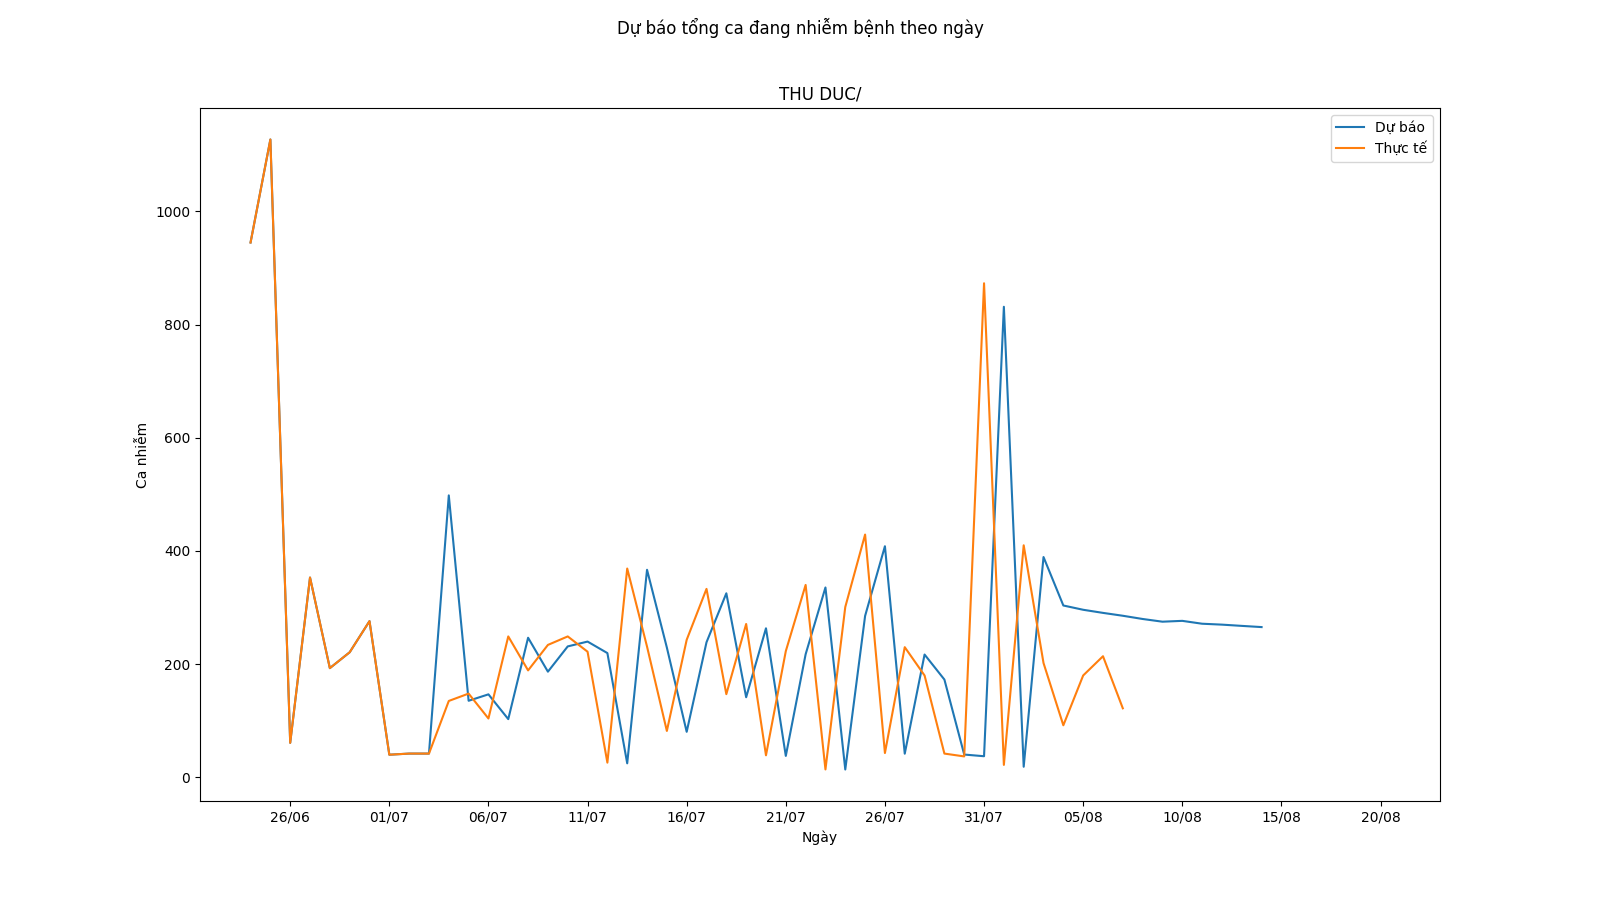 Dự báo tổng ca đang nhiễm bệnh theo ngày
THU DUC/
Dự báo
Thực tế
1000
800
600
400
200
0
Ca nhiễm
26/06 01/07 06/07 11/07 16/07 21/07 26/07 31/07 05/08 10/08 15/08 20/08
Ngày